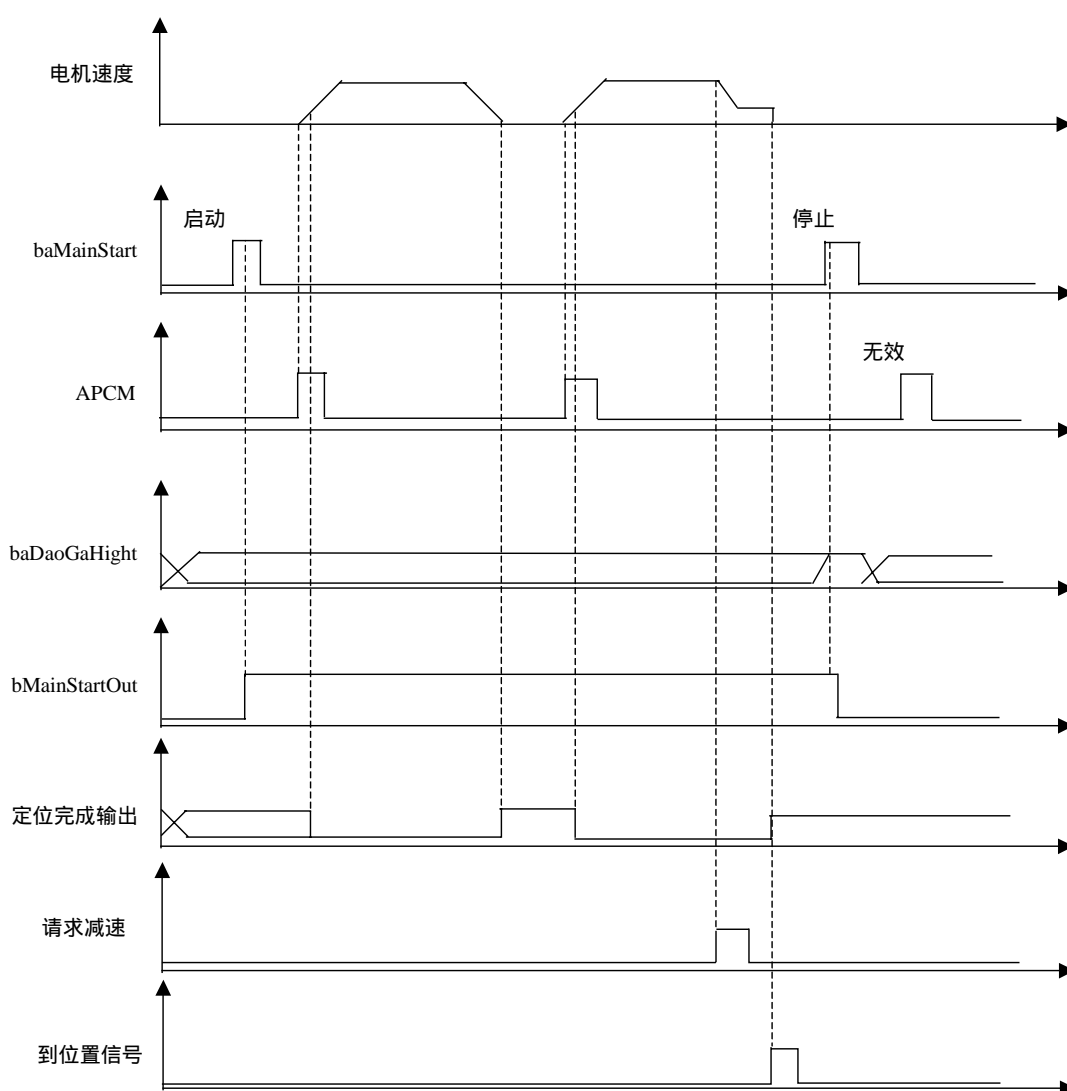 电机速度
启动
停止
baMainStart
无效
APCM
baDaoGaHight
bMainStartOut
定位完成输出
请求减速
到位置信号